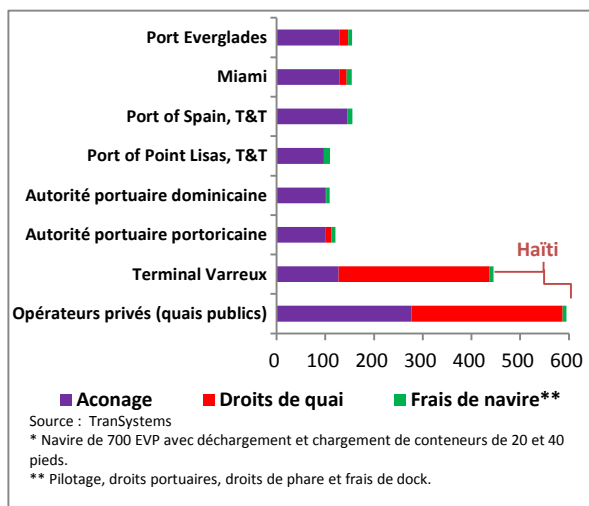 Port Everglades
Miami
Port of Spain, T&T
Port of Point Lisas, T&T
Autorité portuaire dominicaine
Autorité portuaire portoricaine
Haïti
Terminal Varreux
Opérateurs privés (quais publics)
0 100 200 300 400 500 600
Aconage Droits de quai Frais de navire**
Source : TranSystems
* Navire de 700 EVP avec déchargement et chargement de conteneurs de 20 et 40
pieds.
** Pilotage, droits portuaires, droits de phare et frais de dock.